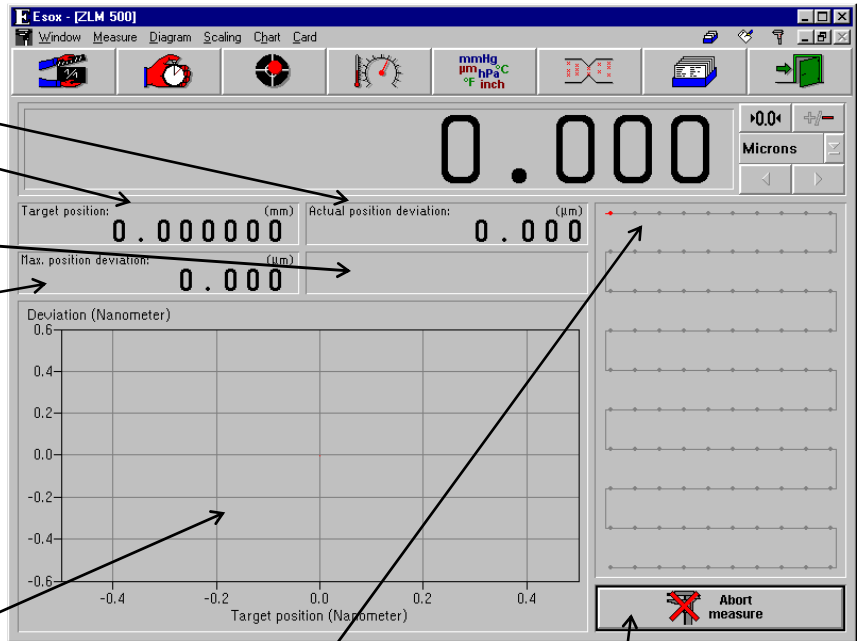 Esox - [ZLM 500]
Window Measure Diagram Scaling Chart Card
1/4
mmHg
µm hPa °C
°F inch
0.000
0.0
+/-
Microns
Target position: (mm)
0.000000
Actual position deviation: (µm)
0.000
Max. position deviation: (µm)
0.000
Deviation (Nanometer)
0.6
0.4
0.2
0.0
-0.2
-0.4
-0.6
-0.4 -0.2 0.0 0.2 0.4
Target position (Nanometer)
Abort
measure